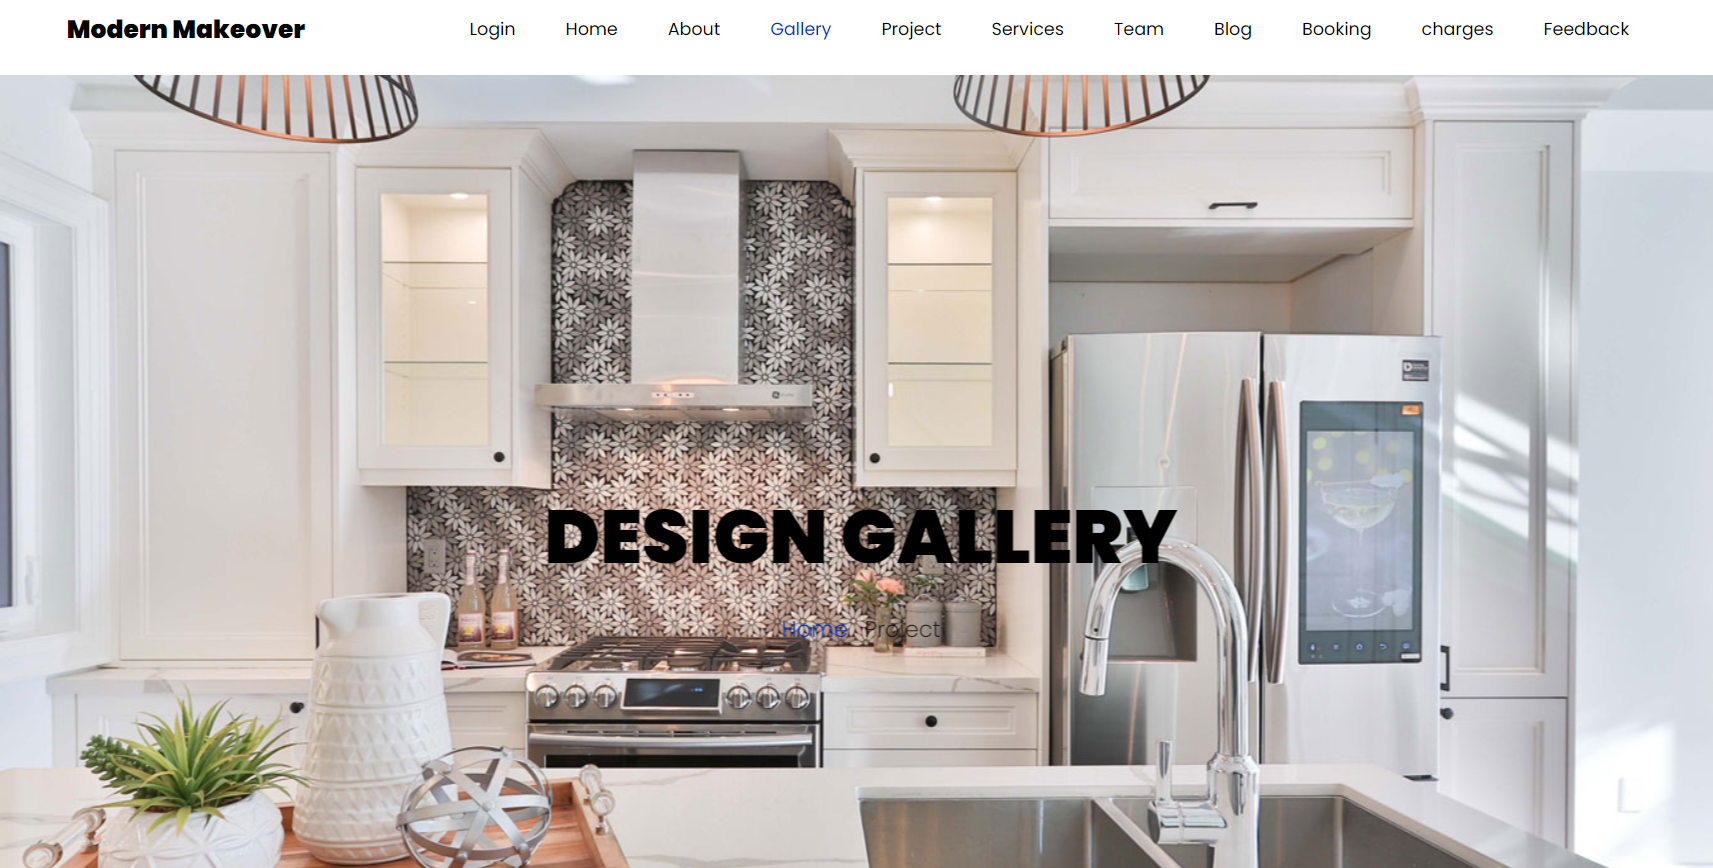 Modern Makeover Login Home About Gallery Project Services Team Blog Booking charges Feedback
DESIGN GALLERY
Home Project